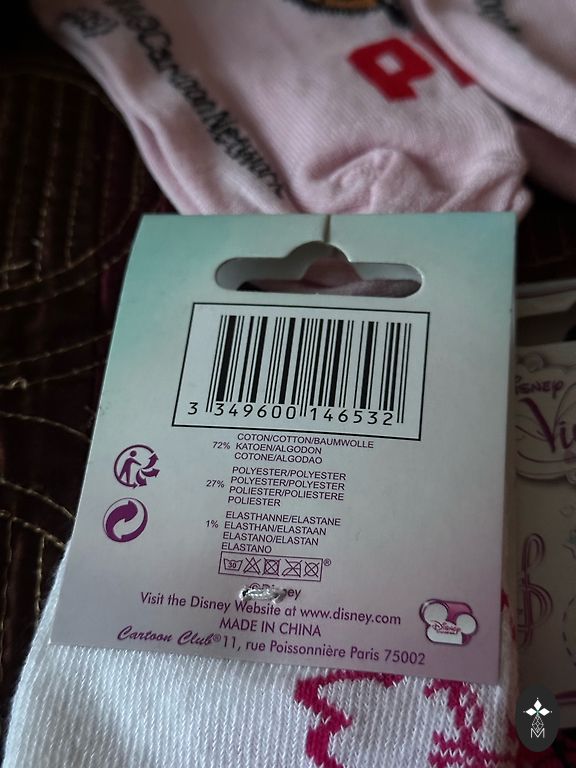 CartoonNetwork
P
3 349600 146532
COTON/COTTON/BAUMWOLLE
72% KATOEN/ALGODON
COTONE/ALGODAO
POLYESTER/POLYESTER
27% POLYESTER/POLYESTER
POLIESTER/POLIESTERE
POLIESTER
ELASTHANNE/ELASTANE
1% ELASTHAN/ELASTAAN
ELASTANO/ELASTAN
ELASTANO
30 ®
©Disney
Visit the Disney Website at www.disney.com
MADE IN CHINA
Cartoon Club® 11, rue Poissonnière Paris 75002
Disney
DISNEY
M